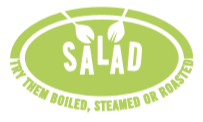 SALAD
TRY THEM BOILED, STEAMED OR ROASTED